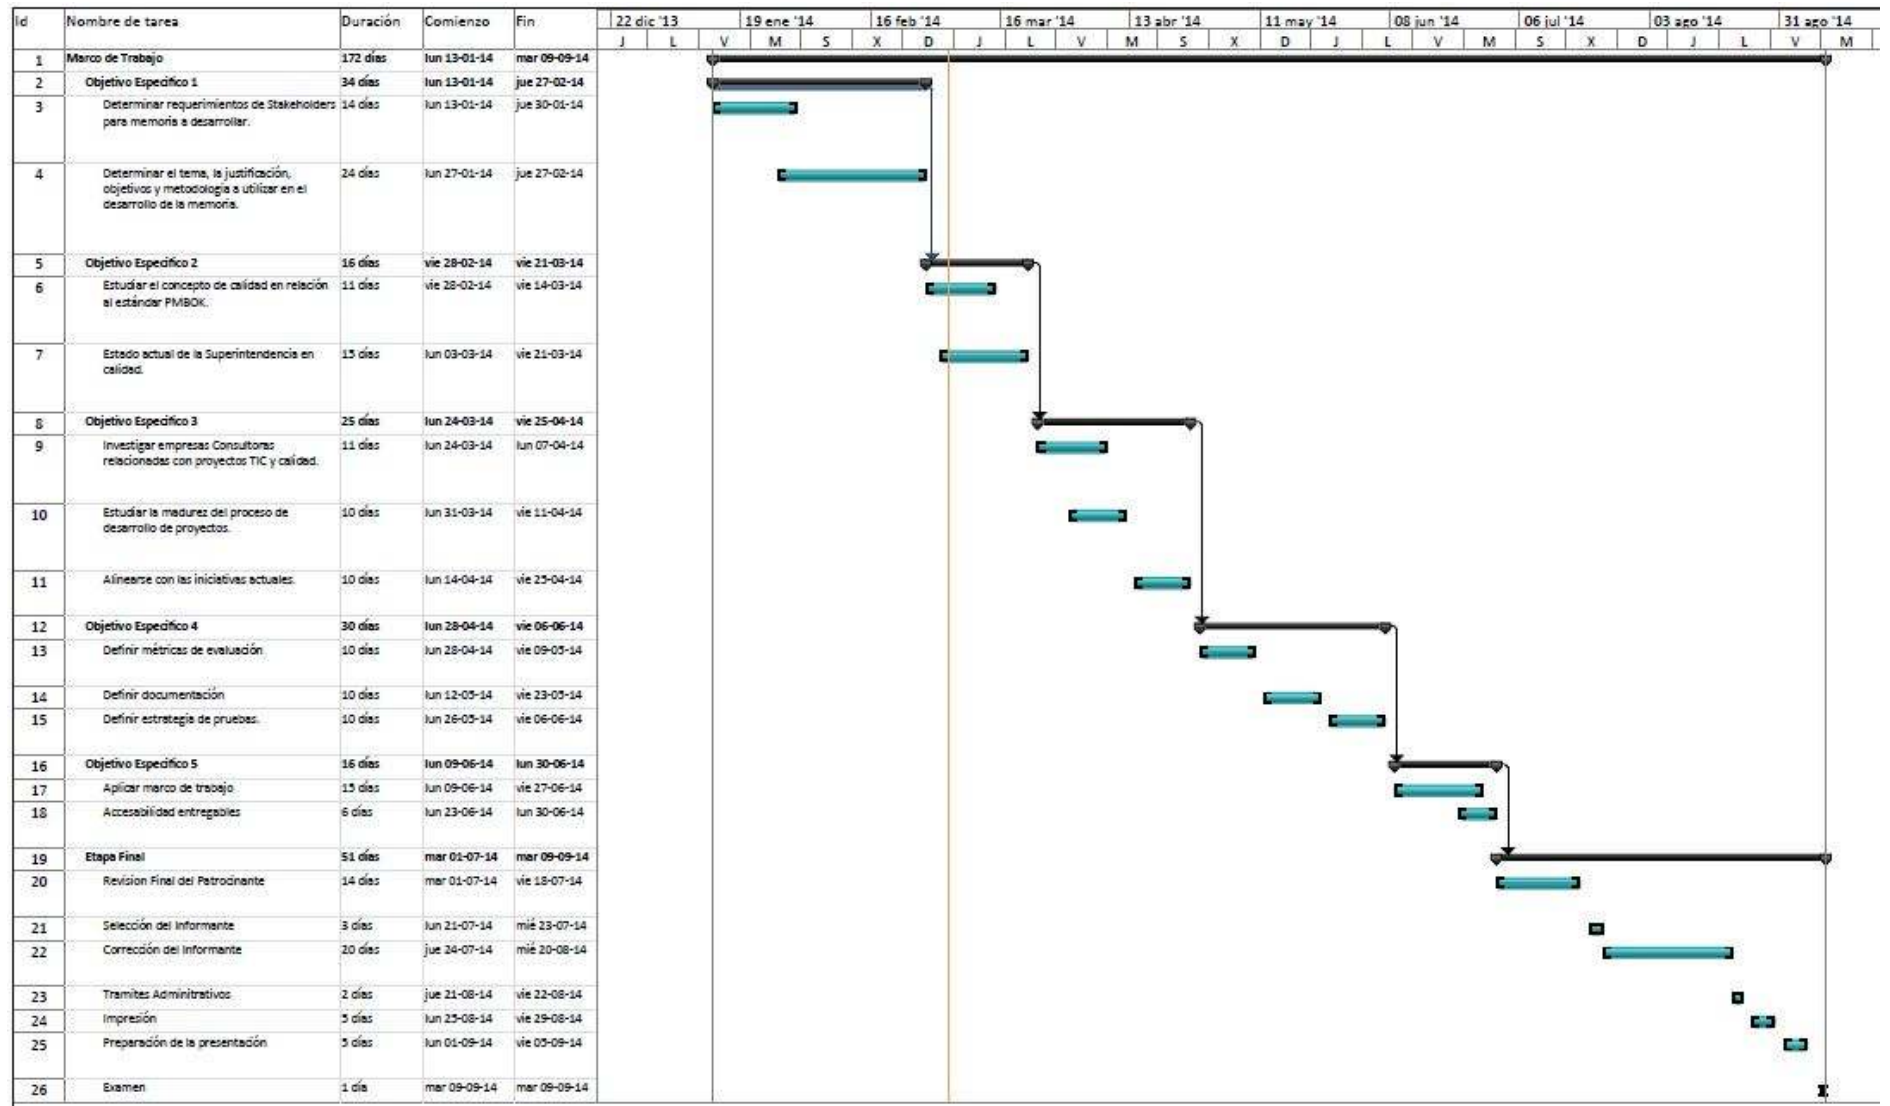 Id Nombre de tarea Duración Comienzo Fin 22 dic '13 19 ene '14 16 feb '14 16 mar '14 13 abr '14 11 may '14 08 jun '14 06 jul '14 03 ago '14 31 ago '14
J L V M S X D J L V M S X D J L V M S X D J L V M
1 Marco de Trabajo 172 días lun 13-01-14 mar 09-09-14
2 Objetivo Especifico 1 34 días lun 13-01-14 jue 27-02-14
3 Determinar requerimientos de Stakeholders 14 días lun 13-01-14 jue 30-01-14
para memoria a desarrollar.
4 Determinar el tema, la justificación, 24 días lun 27-01-14 jue 27-02-14
objetivos y metodología a utilizar en el
desarrollo de la memoria.
5 Objetivo Especifico 2 16 días vie 28-02-14 vie 21-03-14
6 Estudiar el concepto de calidad en relación 11 días vie 28-02-14 vie 14-03-14
al estándar PMBOK.
7 Estado actual de la Superintendencia en 15 días lun 03-03-14 vie 21-03-14
calidad.
8 Objetivo Especifico 3 25 días lun 24-03-14 vie 25-04-14
9 Investigar empresas Consultoras 11 días lun 24-03-14 lun 07-04-14
relacionadas con proyectos TIC y calidad.
10 Estudiar la madurez del proceso de 10 días lun 31-03-14 vie 11-04-14
desarrollo de proyectos.
11 Alinearse con las iniciativas actuales. 10 días lun 14-04-14 vie 25-04-14
12 Objetivo Especifico 4 30 días lun 28-04-14 vie 06-06-14
13 Definir métricas de evaluación 10 días lun 28-04-14 vie 09-05-14
14 Definir documentación 10 días lun 12-05-14 vie 23-05-14
15 Definir estrategia de pruebas. 10 días lun 26-05-14 vie 06-06-14
16 Objetivo Especifico 5 16 días lun 09-06-14 lun 30-06-14
17 Aplicar marco de trabajo 15 días lun 09-06-14 vie 27-06-14
18 Accesabilidad entregables 6 días lun 23-06-14 lun 30-06-14
19 Etapa Final 51 días mar 01-07-14 mar 09-09-14
20 Revision Final del Patrocinante 14 días mar 01-07-14 vie 18-07-14
21 Selección del Informante 3 días lun 21-07-14 mié 23-07-14
22 Corrección del Informante 20 días jue 24-07-14 mié 20-08-14
23 Tramites Adminitrativos 2 días jue 21-08-14 vie 22-08-14
24 Impresión 5 días lun 25-08-14 vie 29-08-14
25 Preparación de la presentación 5 días lun 01-09-14 vie 05-09-14
26 Examen 1 día mar 09-09-14 mar 09-09-14